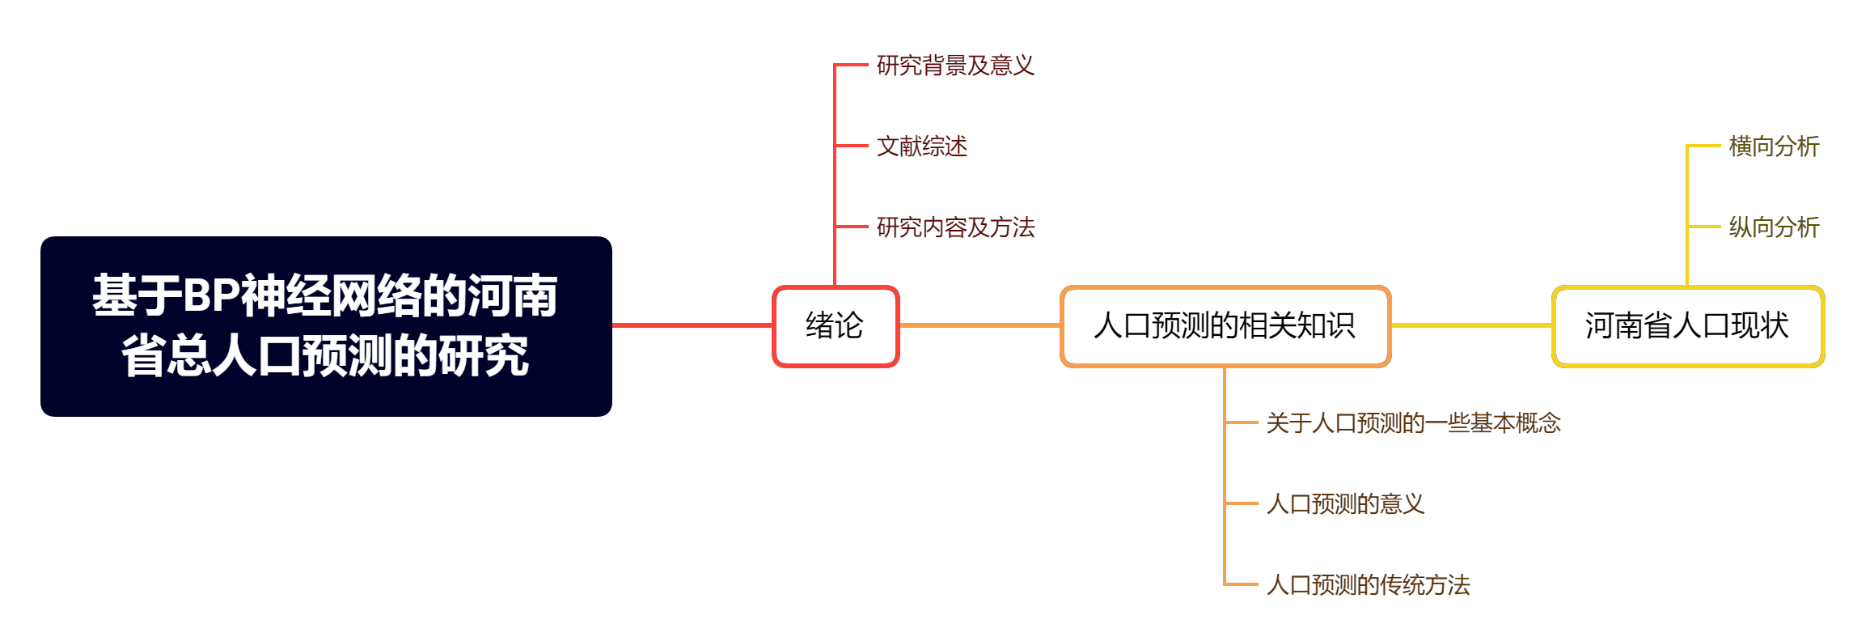 基于BP神经网络的河南
省总人口预测的研究
绪论
研究背景及意义
文献综述
研究内容及方法
人口预测的相关知识
关于人口预测的一些基本概念
人口预测的意义
人口预测的传统方法
河南省人口现状
横向分析
纵向分析